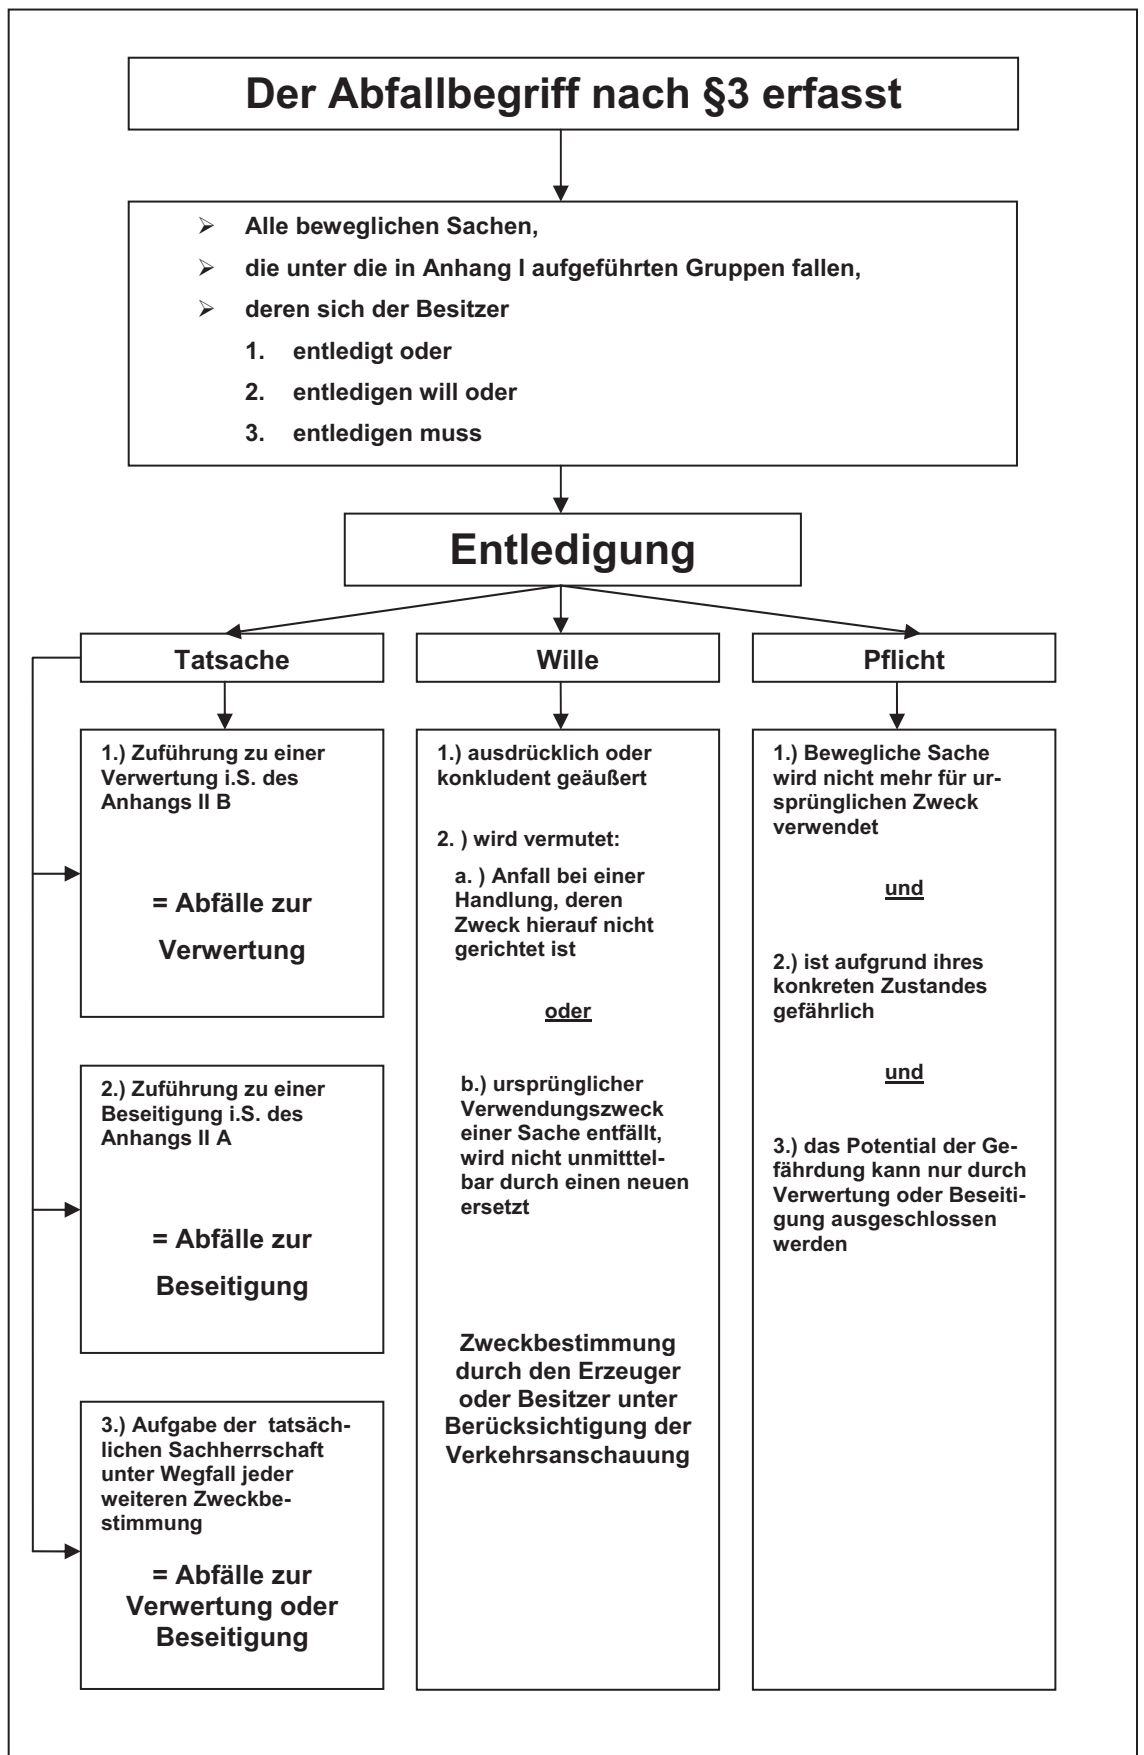 Der Abfallbegriff nach §3 erfasst
➢ Alle beweglichen Sachen,
➢ die unter die in Anhang I aufgeführten Gruppen fallen,
➢ deren sich der Besitzer
1. entledigt oder
2. entledigen will oder
3. entledigen muss
Entledigung
Tatsache
1.) Zuführung zu einer
Verwertung i.S. des
Anhangs II B
= Abfälle zur
Verwertung
2.) Zuführung zu einer
Beseitigung i.S. des
Anhangs II A
= Abfälle zur
Beseitigung
3.) Aufgabe der tatsäch-
lichen Sachherrschaft
unter Wegfall jeder
weiteren Zweckbe-
stimmung
= Abfälle zur
Verwertung oder
Beseitigung
Wille
1.) ausdrücklich oder
konkludent geäußert
2. ) wird vermutet:
a. ) Anfall bei einer
Handlung, deren
Zweck hierauf nicht
gerichtet ist
oder
b.) ursprünglicher
Verwendungszweck
einer Sache entfällt,
wird nicht unmitttel-
bar durch einen neuen
ersetzt
Zweckbestimmung
durch den Erzeuger
oder Besitzer unter
Berücksichtigung der
Verkehrsanschauung
Pflicht
1.) Bewegliche Sache
wird nicht mehr für ur-
sprünglichen Zweck
verwendet
und
2.) ist aufgrund ihres
konkreten Zustandes
gefährlich
und
3.) das Potential der Ge-
fährdung kann nur durch
Verwertung oder Beseiti-
gung ausgeschlossen
werden